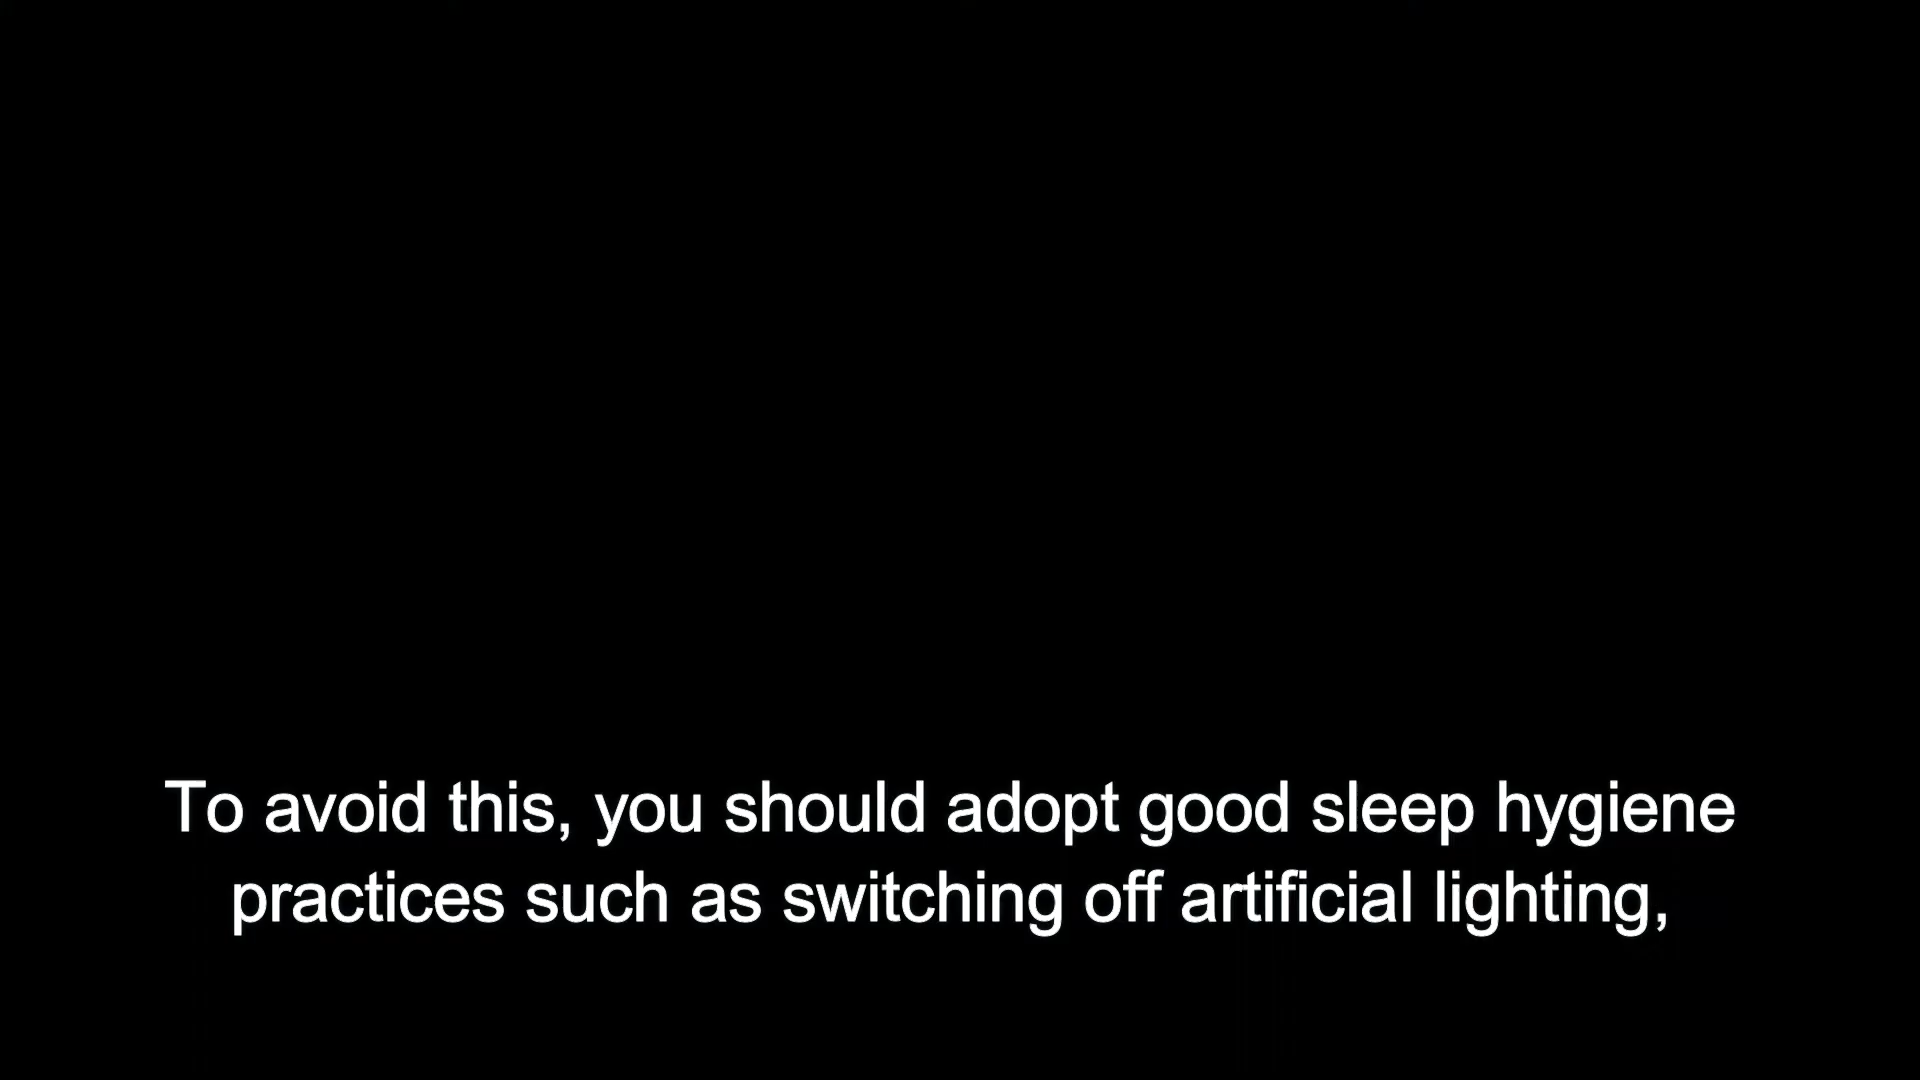 To avoid this, you should adopt good sleep hygiene
practices such as switching off artificial lighting,